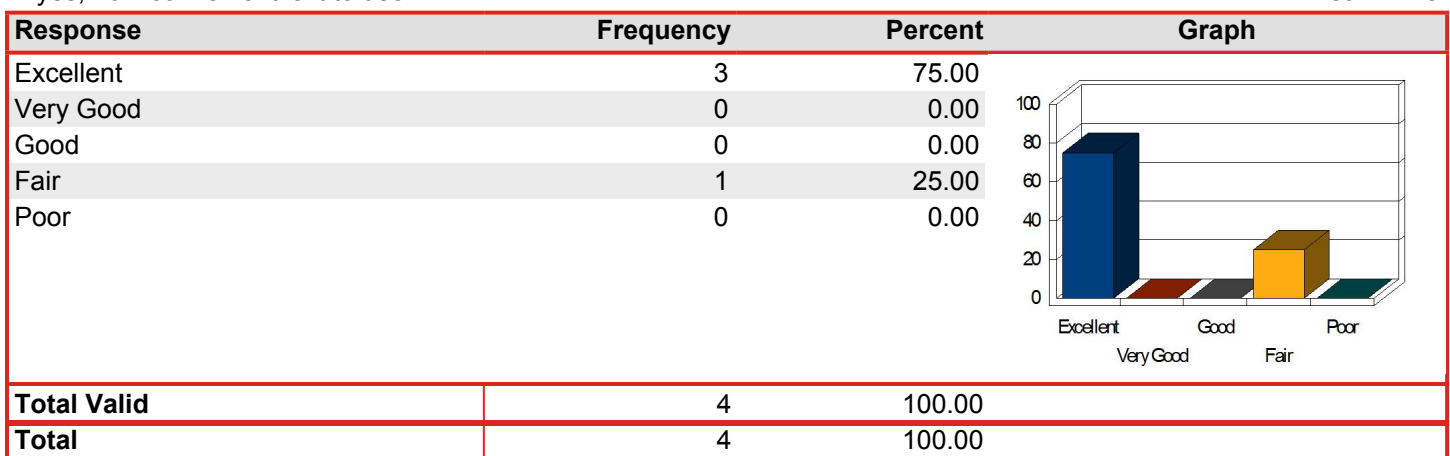 Response Frequency Percent Graph
Excellent 3 75.00
Very Good 0 0.00
Good 0 0.00
Fair 1 25.00
Poor 0 0.00
100
80
60
40
20
0
Excellent Good Poor
Very Good Fair
Total Valid 4 100.00
Total 4 100.00